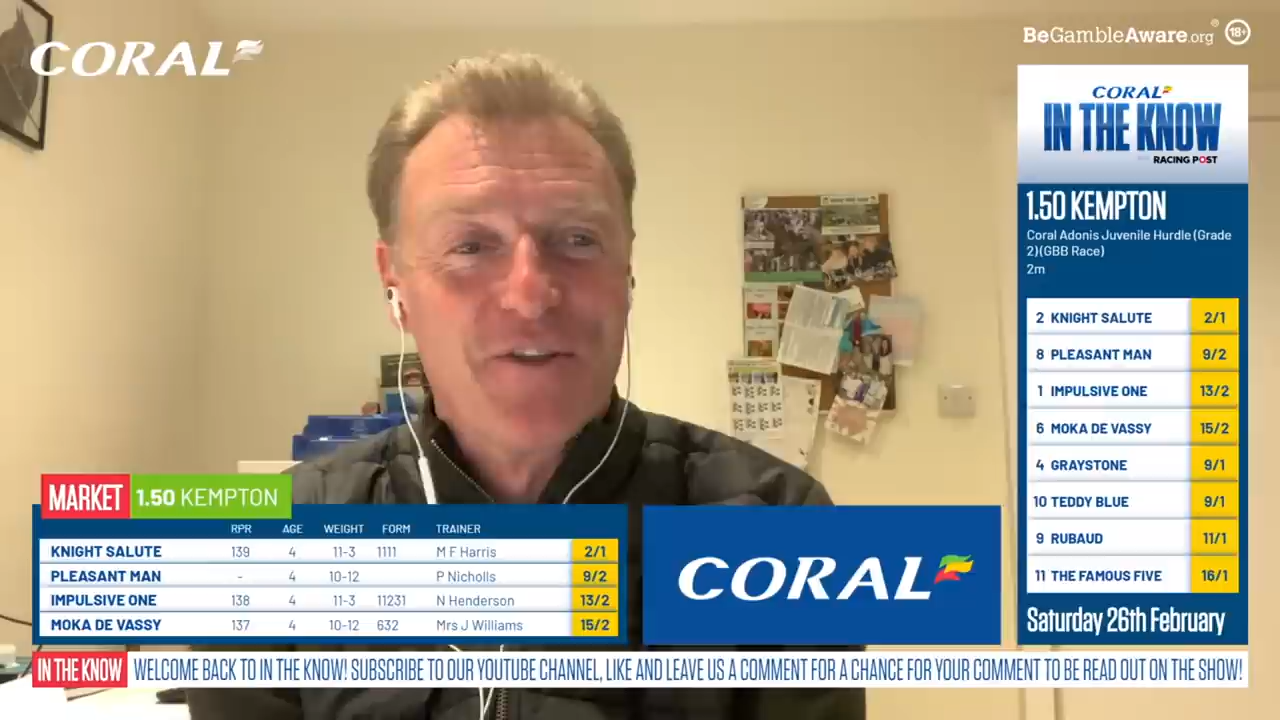 CORAL
BeGambleAware.org® 18+
CORAL
IN THE KNOW
RACING POST
1.50 KEMPTON
Coral Adonis Juvenile Hurdle (Grade
2) (GBB Race)
2m
2 KNIGHT SALUTE 2/1
8 PLEASANT MAN 9/2
1 IMPULSIVE ONE 13/2
6 MOKA DE VASSY 15/2
4 GRAYSTONE 9/1
10 TEDDY BLUE 9/1
9 RUBAUD 11/1
11 THE FAMOUS FIVE 16/1
Saturday 26th February
MARKET 1.50 KEMPTON
RPR AGE WEIGHT FORM TRAINER
KNIGHT SALUTE 139 4 11-3 1111 M F Harris 2/1
PLEASANT MAN - 4 10-12 P Nicholls 9/2
IMPULSIVE ONE 138 4 11-3 11231 N Henderson 13/2
MOKA DE VASSY 137 4 10-12 632 Mrs J Williams 15/2
CORAL
IN THE KNOW WELCOME BACK TO IN THE KNOW! SUBSCRIBE TO OUR YOUTUBE CHANNEL, LIKE AND LEAVE US A COMMENT FOR A CHANCE FOR YOUR COMMENT TO BE READ OUT ON THE SHOW!